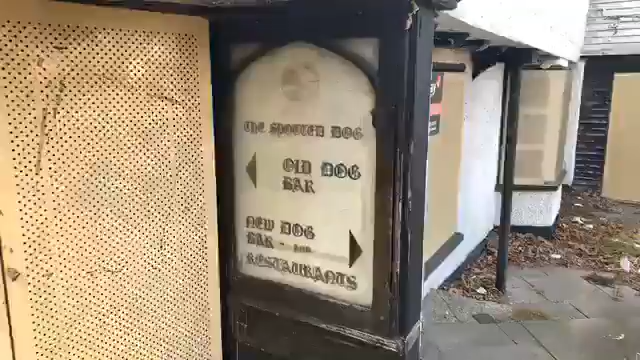 The Spotted Dog
OLD DOG
BAR
NEW DOG
BAR - AND
RESTAURANTS